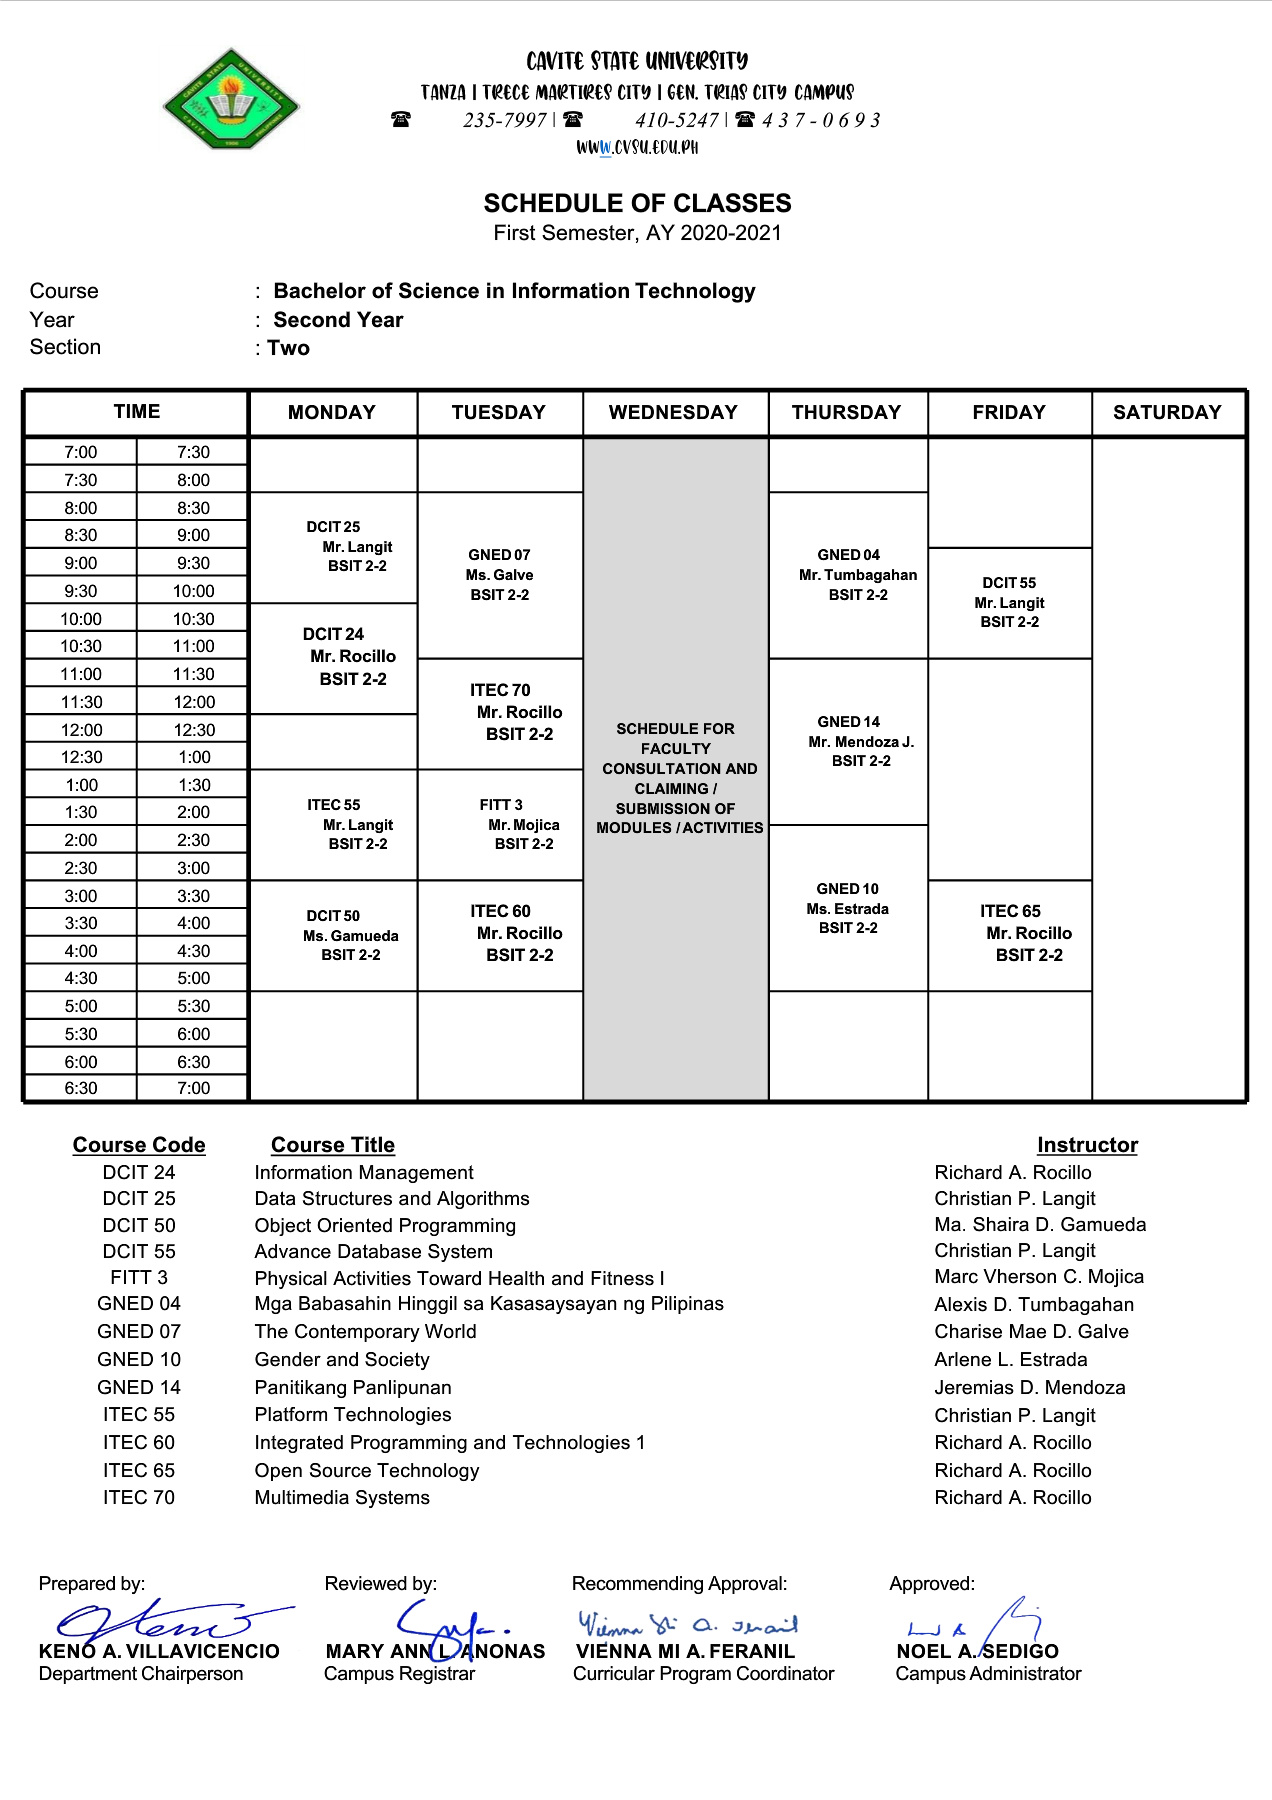 CAVITE STATE UNIVERSITY
TANZA | TRECE MARTIRES CITY | GEN. TRIAS CITY CAMPUS
☎ 235-7997 | ☎ 410-5247 | ☎ 4 3 7 - 0 6 9 3
WWW.CVSU.EDU.PH
SCHEDULE OF CLASSES
First Semester, AY 2020-2021
Course : Bachelor of Science in Information Technology
Year : Second Year
Section : Two
TIME MONDAY TUESDAY WEDNESDAY THURSDAY FRIDAY SATURDAY
7:00 7:30
7:30 8:00
8:00 8:30
8:30 9:00
9:00 9:30
9:30 10:00
10:00 10:30
10:30 11:00
11:00 11:30
11:30 12:00
12:00 12:30
12:30 1:00
1:00 1:30
1:30 2:00
2:00 2:30
2:30 3:00
3:00 3:30
3:30 4:00
4:00 4:30
4:30 5:00
5:00 5:30
5:30 6:00
6:00 6:30
6:30 7:00
DCIT 25
Mr. Langit
BSIT 2-2
DCIT 24
Mr. Rocillo
BSIT 2-2
ITEC 55
Mr. Langit
BSIT 2-2
DCIT 50
Ms. Gamueda
BSIT 2-2
GNED 07
Ms. Galve
BSIT 2-2
ITEC 70
Mr. Rocillo
BSIT 2-2
FITT 3
Mr. Mojica
BSIT 2-2
ITEC 60
Mr. Rocillo
BSIT 2-2
SCHEDULE FOR
FACULTY
CONSULTATION AND
CLAIMING /
SUBMISSION OF
MODULES / ACTIVITIES
GNED 04
Mr. Tumbagahan
BSIT 2-2
GNED 14
Mr. Mendoza J.
BSIT 2-2
GNED 10
Ms. Estrada
BSIT 2-2
DCIT 55
Mr. Langit
BSIT 2-2
ITEC 65
Mr. Rocillo
BSIT 2-2
Course Code Course Title Instructor
DCIT 24 Information Management Richard A. Rocillo
DCIT 25 Data Structures and Algorithms Christian P. Langit
DCIT 50 Object Oriented Programming Ma. Shaira D. Gamueda
DCIT 55 Advance Database System Christian P. Langit
FITT 3 Physical Activities Toward Health and Fitness I Marc Vherson C. Mojica
GNED 04 Mga Babasahin Hinggil sa Kasasaysayan ng Pilipinas Alexis D. Tumbagahan
GNED 07 The Contemporary World Charise Mae D. Galve
GNED 10 Gender and Society Arlene L. Estrada
GNED 14 Panitikang Panlipunan Jeremias D. Mendoza
ITEC 55 Platform Technologies Christian P. Langit
ITEC 60 Integrated Programming and Technologies 1 Richard A. Rocillo
ITEC 65 Open Source Technology Richard A. Rocillo
ITEC 70 Multimedia Systems Richard A. Rocillo
Prepared by: Reviewed by: Recommending Approval: Approved:
KENO A. VILLAVICENCIO MARY ANN L. ANONAS VIENNA MI A. FERANIL NOEL A. SEDIGO
Department Chairperson Campus Registrar Curricular Program Coordinator Campus Administrator